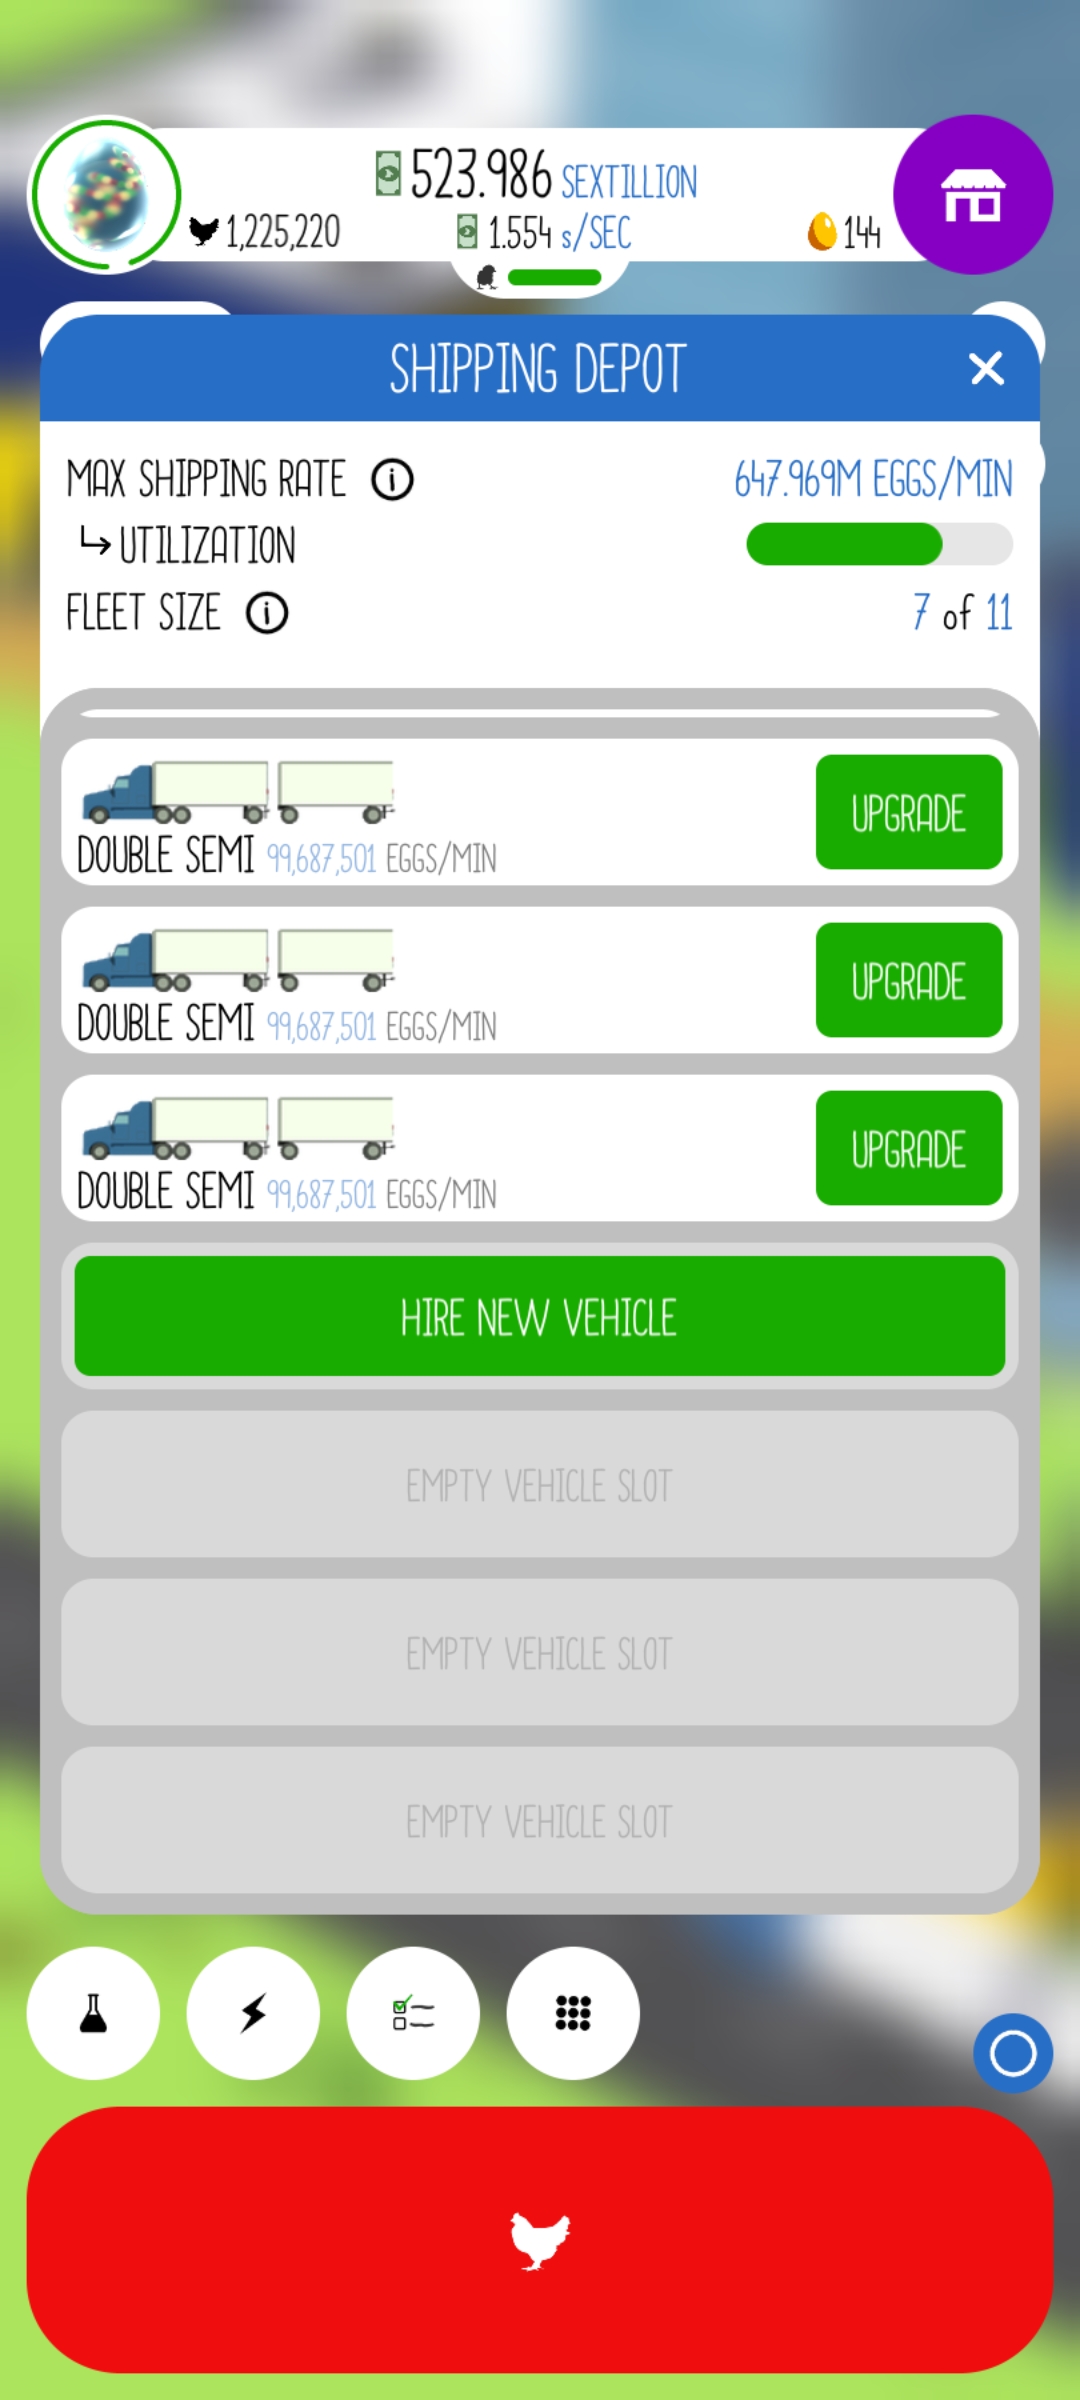 523.986 SEXTILLION
1,225,220
1.554 s/SEC
144
SHIPPING DEPOT
MAX SHIPPING RATE
647.969M EGGS/MIN
UTILIZATION
FLEET SIZE
7 of 11
UPGRADE
DOUBLE SEMI 99,687,501 EGGS/MIN
UPGRADE
DOUBLE SEMI 99,687,501 EGGS/MIN
UPGRADE
DOUBLE SEMI 99,687,501 EGGS/MIN
HIRE NEW VEHICLE
EMPTY VEHICLE SLOT
EMPTY VEHICLE SLOT
EMPTY VEHICLE SLOT